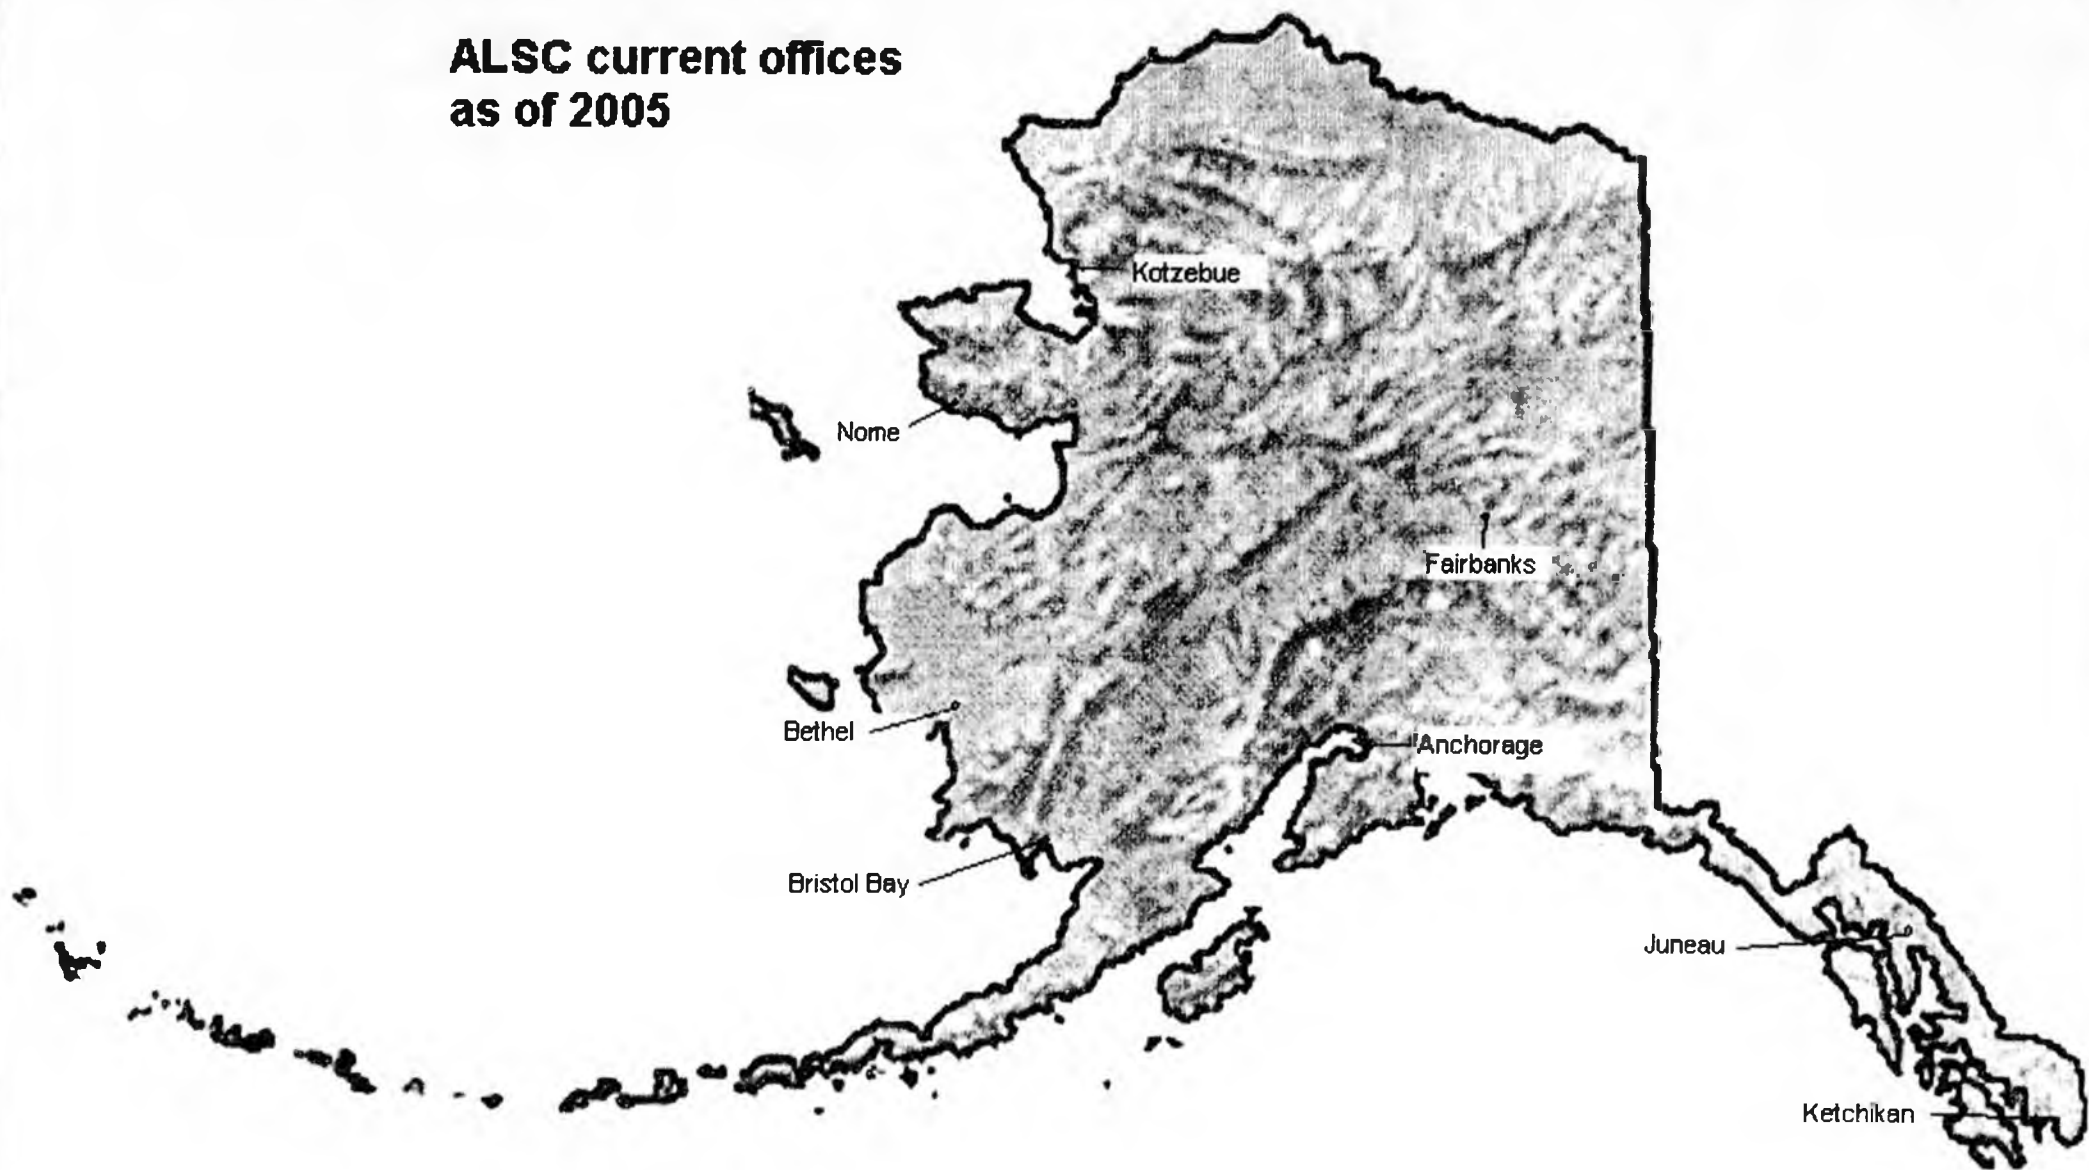 ALSC current offices
as of 2005
Kotzebue
Nome
Fairbanks
Bethel
Anchorage
Bristol Bay
Juneau
Ketchikan